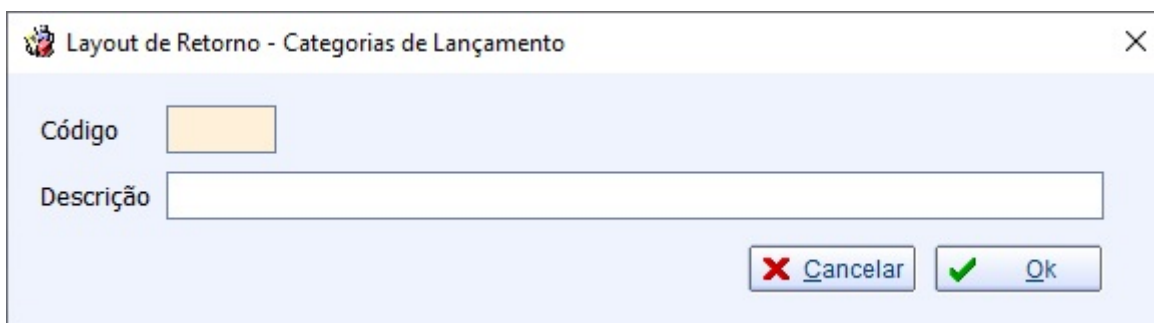 Layout de Retorno - Categorias de Lançamento
Código
Descrição
Cancelar Ok